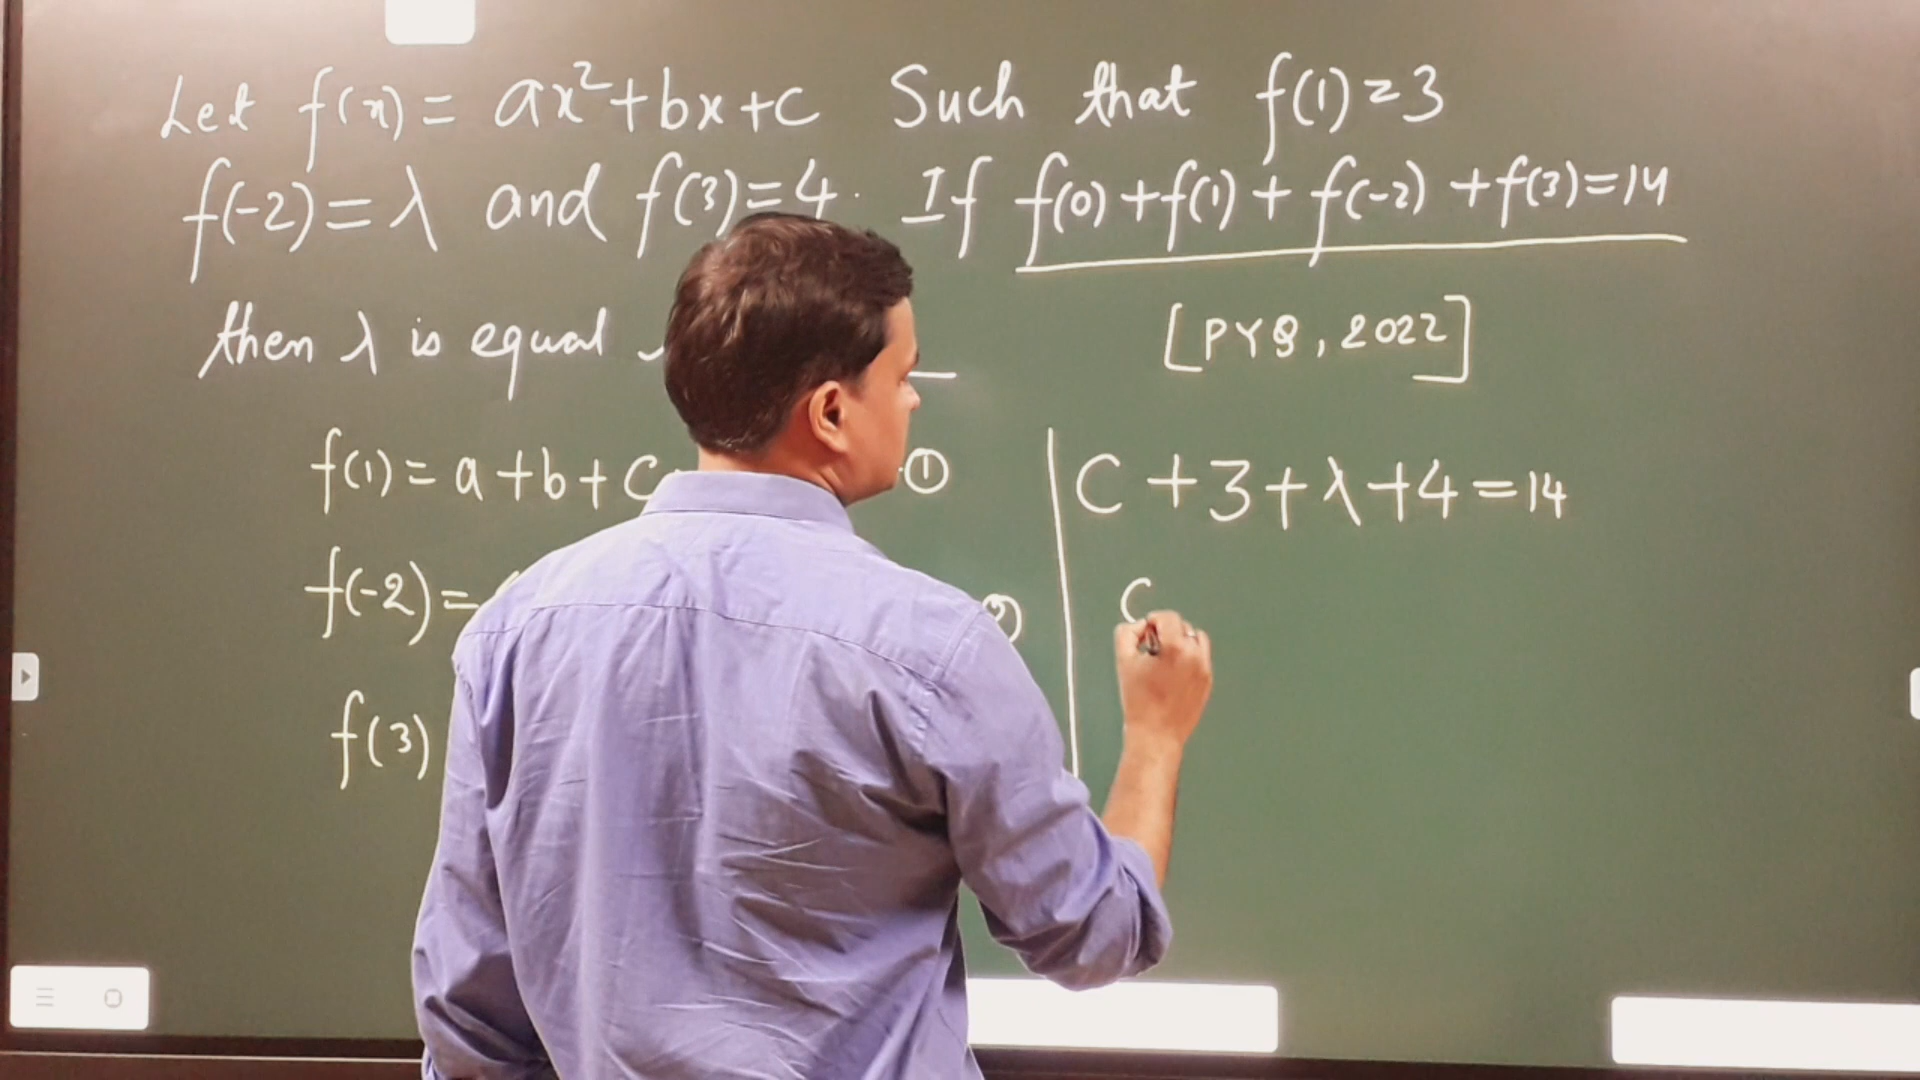 Let f(x) = ax²+bx+c Such that f(1)=3
f(-2)=λ and f(3)=4. If f(0)+f(1)+f(-2)+f(3)=14
then λ is equal
[PYQ, 2022]
f(1)=a+b+c ①
f(-2)= ②
f(3)
C+3+λ+4=14
C